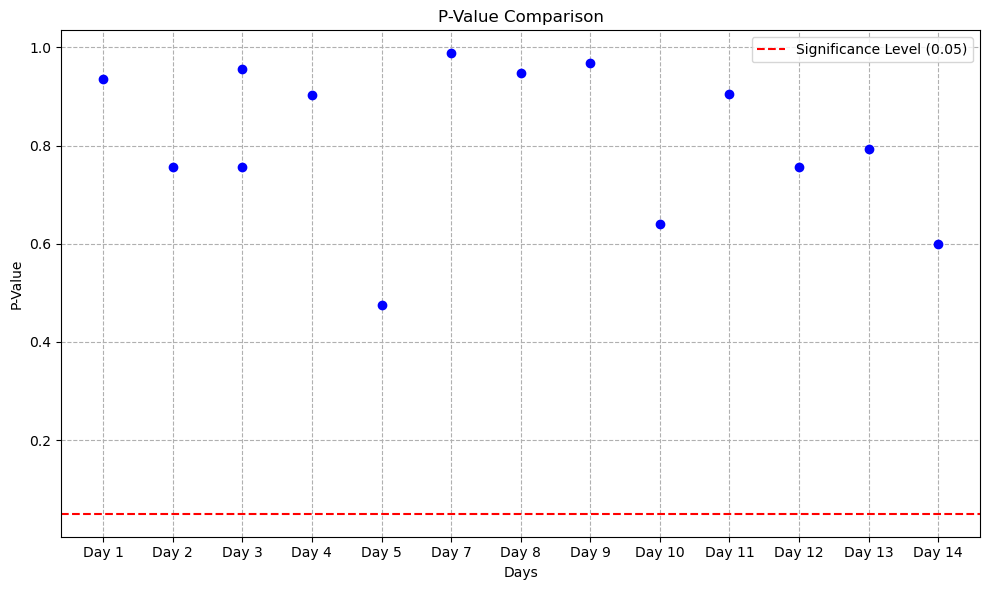 P-Value Comparison
Significance Level (0.05)
P-Value
1.0
0.8
0.6
0.4
0.2
Day 1 Day 2 Day 3 Day 4 Day 5 Day 7 Day 8 Day 9 Day 10 Day 11 Day 12 Day 13 Day 14
Days